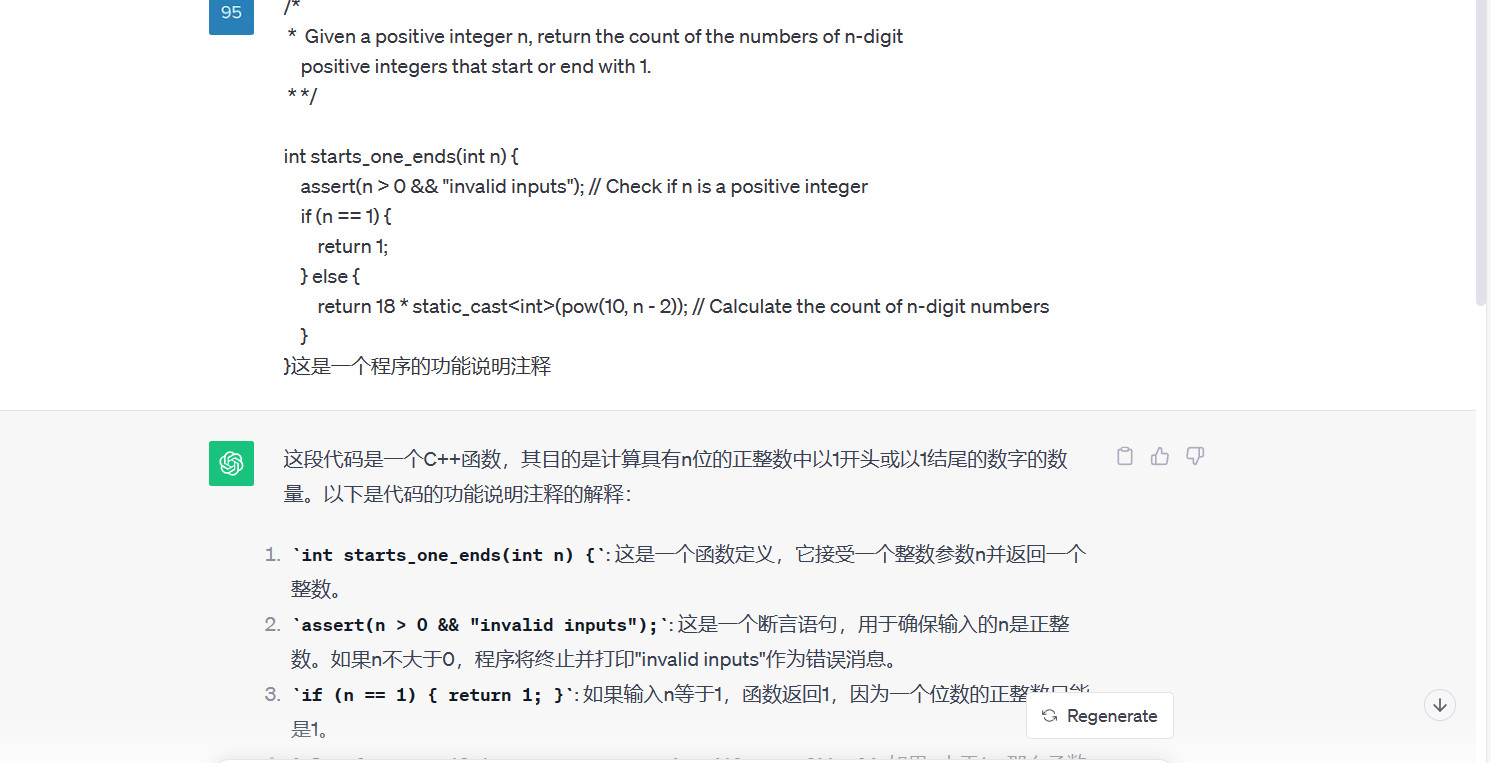 95
/*
* Given a positive integer n, return the count of the numbers of n-digit
positive integers that start or end with 1.
* */
int starts_one_ends(int n) {
assert(n > 0 && "invalid inputs"); // Check if n is a positive integer
if (n == 1) {
return 1;
} else {
return 18 * static_cast<int>(pow(10, n - 2)); // Calculate the count of n-digit numbers
}
}这是一个程序的功能说明注释
这段代码是一个C++函数，其目的是计算具有n位的正整数中以1开头或以1结尾的数字的数
量。以下是代码的功能说明注释的解释：
1. `int starts_one_ends(int n) {`: 这是一个函数定义，它接受一个整数参数n并返回一个
整数。
2. `assert(n > 0 && "invalid inputs");`: 这是一个断言语句，用于确保输入的n是正整
数。如果n不大于0，程序将终止并打印"invalid inputs"作为错误消息。
3. `if (n == 1) { return 1; }`: 如果输入n等于1，函数返回1，因为一个位数的正整数只能
是1。
Regenerate